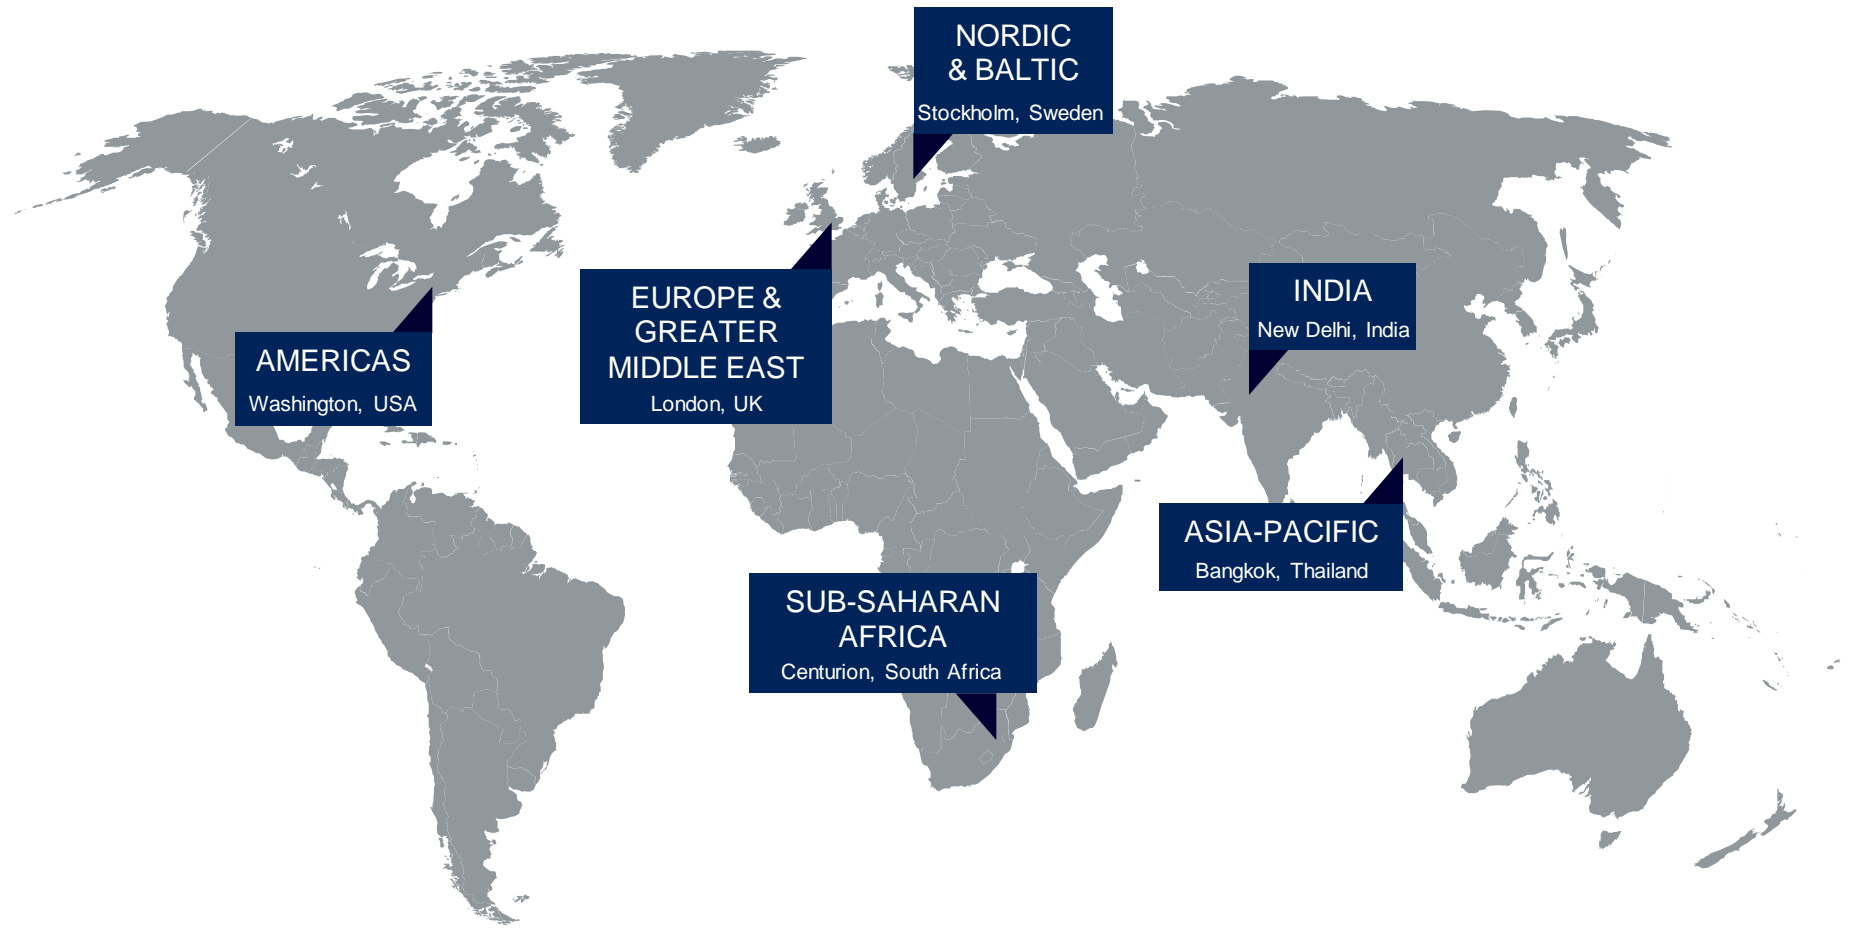 NORDIC
& BALTIC
Stockholm, Sweden
EUROPE &
GREATER
MIDDLE EAST
London, UK
INDIA
New Delhi, India
AMERICAS
Washington, USA
ASIA-PACIFIC
Bangkok, Thailand
SUB-SAHARAN
AFRICA
Centurion, South Africa